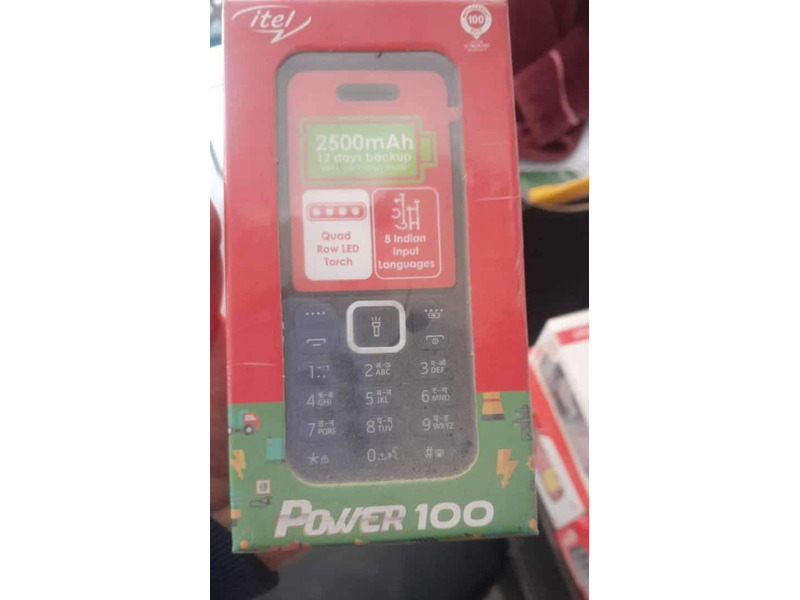 itel
100
2500mAh
12 days backup
Quad
Row LED
Torch
8 Indian
Input
Languages
1
2 ABC
3 DEF
4 GHI
5 JKL
6 MNO
7 PQRS
8 TUV
9 WXYZ
*
0
#
POWER 100